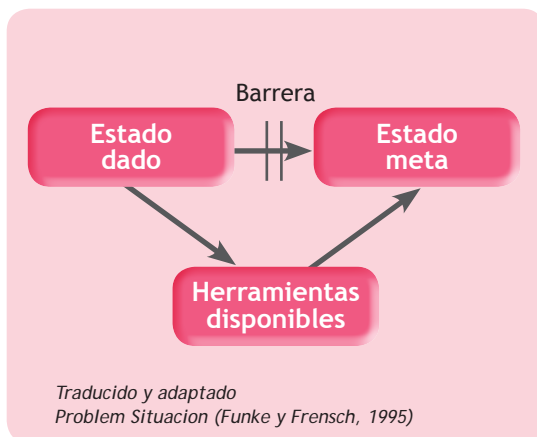 Barrera
Estado
dado
Estado
meta
Herramientas
disponibles
Traducido y adaptado
Problem Situacion (Funke y Frensch, 1995)